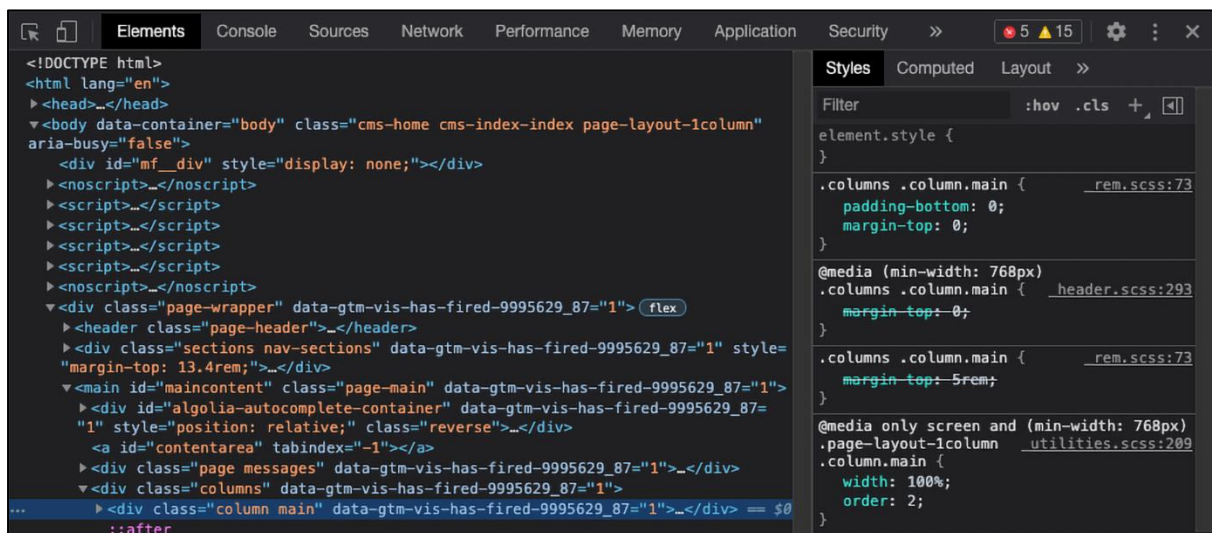 Elements Console Sources Network Performance Memory Application Security » 5 15
<!DOCTYPE html>
<html lang="en">
<head>…</head>
<body data-container="body" class="cms-home cms-index-index page-layout-1column"
aria-busy="false">
<div id="mf__div" style="display: none;"></div>
<noscript>…</noscript>
<script>…</script>
<script>…</script>
<script>…</script>
<script>…</script>
<noscript>…</noscript>
<div class="page-wrapper" data-gtm-vis-has-fired-9995629_87="1"> flex
<header class="page-header">…</header>
<div class="sections nav-sections" data-gtm-vis-has-fired-9995629_87="1" style=
"margin-top: 13.4rem;">…</div>
<main id="maincontent" class="page-main" data-gtm-vis-has-fired-9995629_87="1">
<div id="algolia-autocomplete-container" data-gtm-vis-has-fired-9995629_87=
"1" style="position: relative;" class="reverse">…</div>
<a id="contentarea" tabindex="-1"></a>
<div class="page messages" data-gtm-vis-has-fired-9995629_87="1">…</div>
<div class="columns" data-gtm-vis-has-fired-9995629_87="1">
… <div class="column main" data-gtm-vis-has-fired-9995629_87="1">…</div> == $0
::after
Styles Computed Layout »
Filter :hov .cls +
element.style {
}
.columns .column.main { _rem.scss:73
padding-bottom: 0;
margin-top: 0;
}
@media (min-width: 768px)
.columns .column.main { _header.scss:293
margin-top: 0;
}
.columns .column.main { _rem.scss:73
margin-top: 5rem;
}
@media only screen and (min-width: 768px)
.page-layout-1column _utilities.scss:209
.column.main {
width: 100%;
order: 2;
}